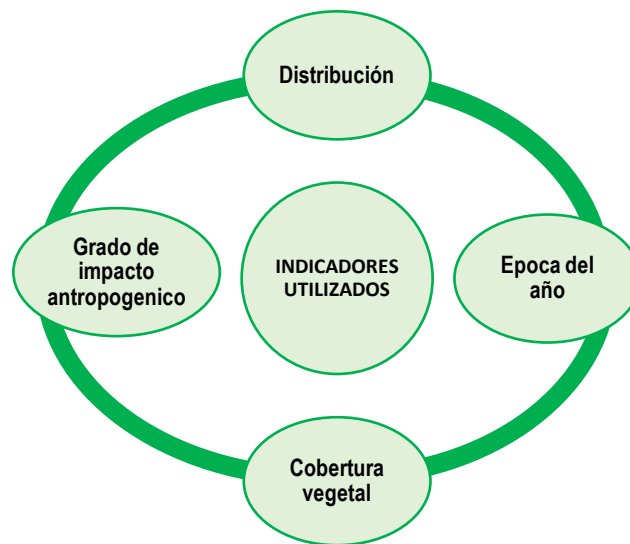 Distribución
Grado de
impacto
antropogenico
INDICADORES
UTILIZADOS
Epoca del
año
Cobertura
vegetal